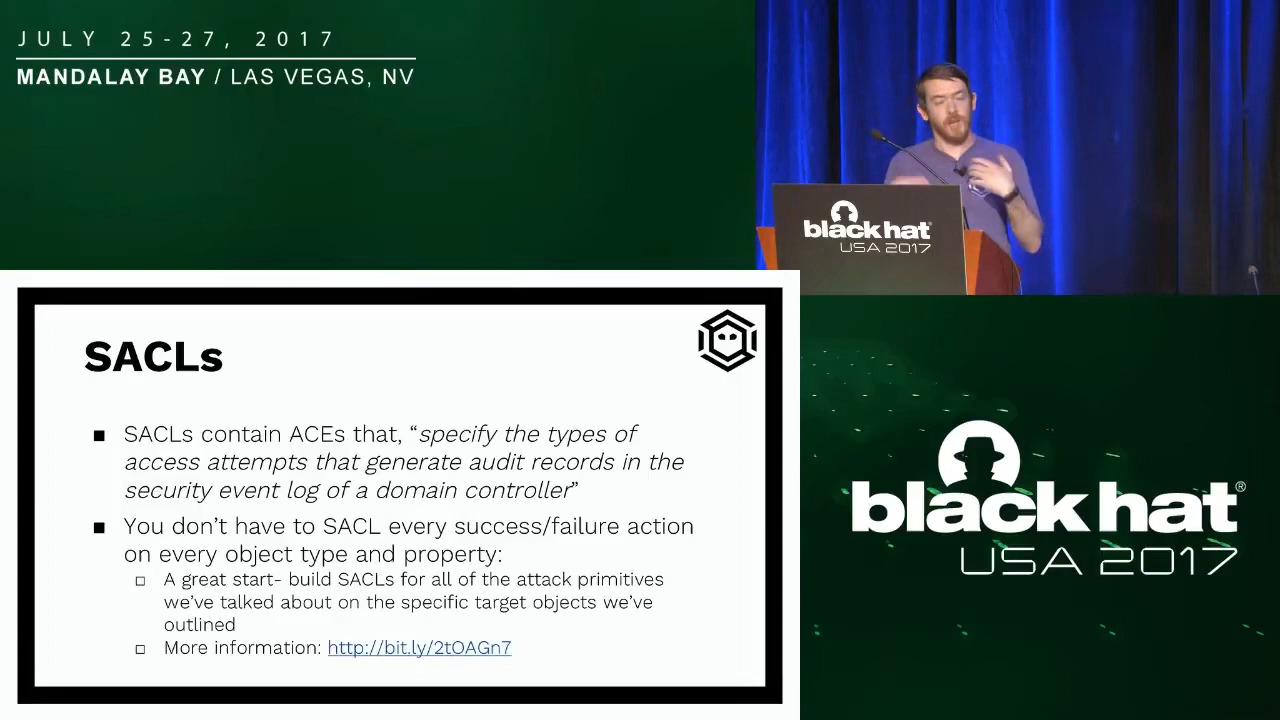 JULY 25-27, 2017
MANDALAY BAY / LAS VEGAS, NV
black hat®
USA 2017
SACLs
■ SACLs contain ACEs that, “specify the types of
access attempts that generate audit records in the
security event log of a domain controller”
■ You don’t have to SACL every success/failure action
on every object type and property:
□ A great start- build SACLs for all of the attack primitives
we’ve talked about on the specific target objects we’ve
outlined
□ More information: http://bit.ly/2tOAGn7
black hat®
USA 2017